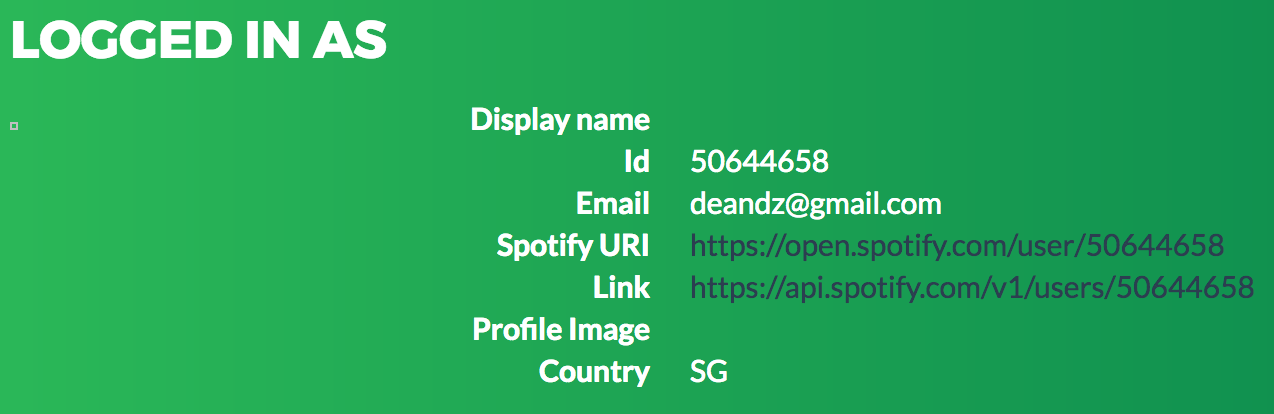 LOGGED IN AS
Display name
Id 50644658
Email deandz@gmail.com
Spotify URI https://open.spotify.com/user/50644658
Link https://api.spotify.com/v1/users/50644658
Profile Image
Country SG